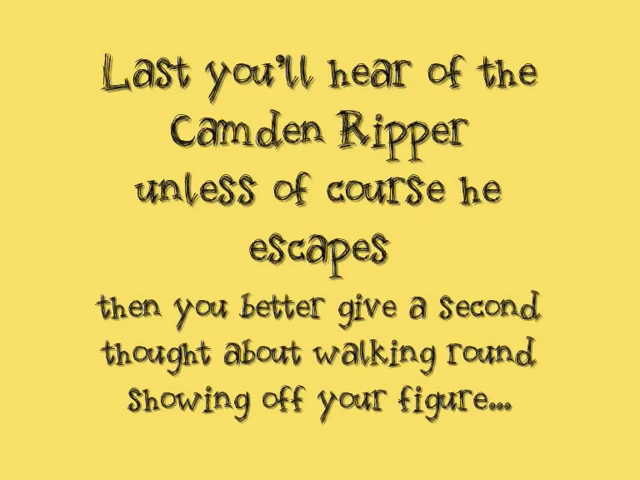 Last you'll hear of the
Camden Ripper
unless of course he
escapes
then you better give a second
thought about walking round
showing off your figure...